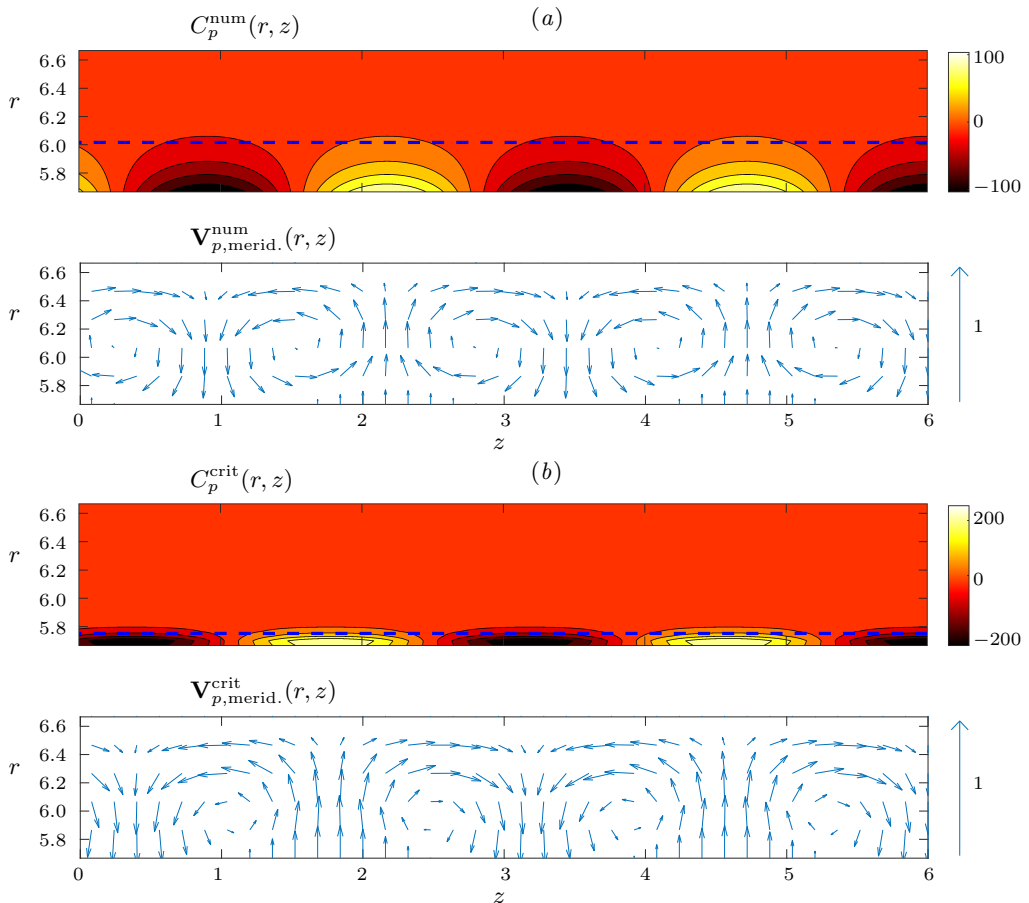 C_p^num(r, z)
(a)
6.6
6.4
6.2
6.0
5.8
r
100
0
−100
V_p,merid.^num(r, z)
6.6
6.4
6.2
6.0
5.8
r
1
0 1 2 3 4 5 6
z
(b)
C_p^crit(r, z)
6.6
6.4
6.2
6.0
5.8
r
200
0
−200
V_p,merid.^crit(r, z)
6.6
6.4
6.2
6.0
5.8
r
1
0 1 2 3 4 5 6
z